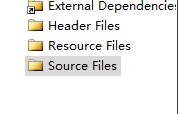 External Dependencies
Header Files
Resource Files
Source Files